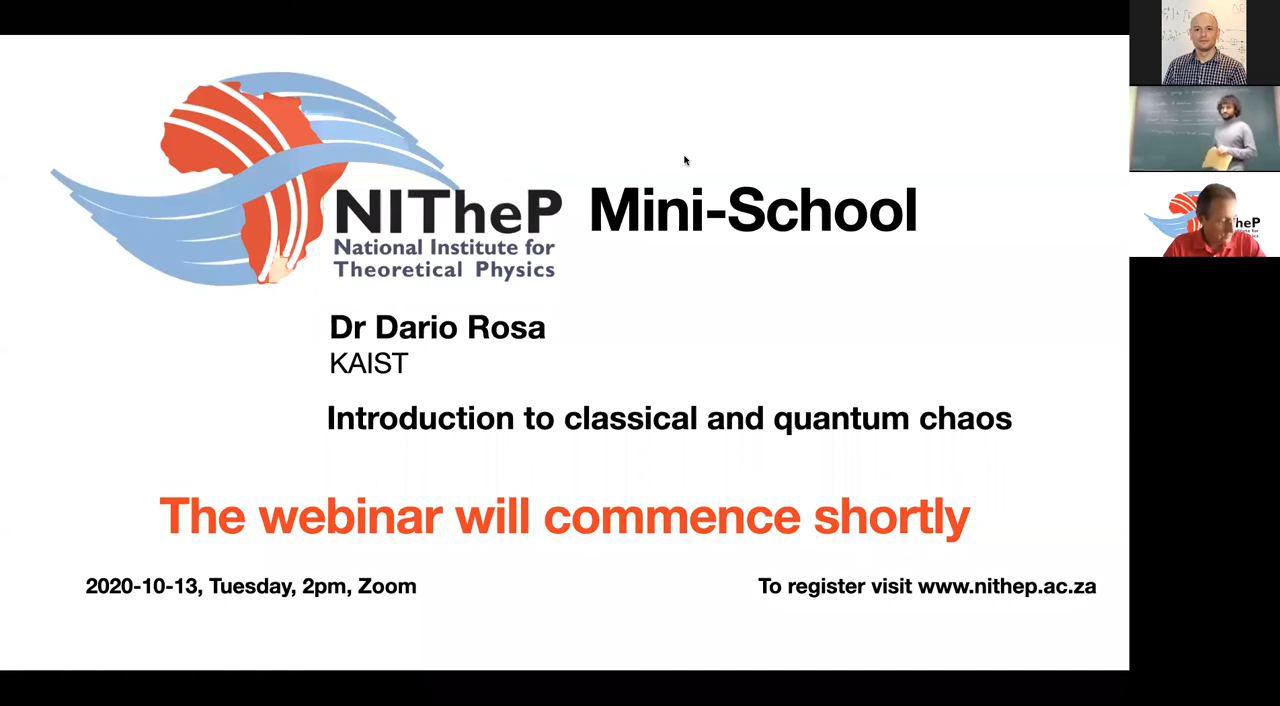 NITheP Mini-School
National Institute for
Theoretical Physics
Dr Dario Rosa
KAIST
Introduction to classical and quantum chaos
The webinar will commence shortly
2020-10-13, Tuesday, 2pm, Zoom
To register visit www.nithep.ac.za